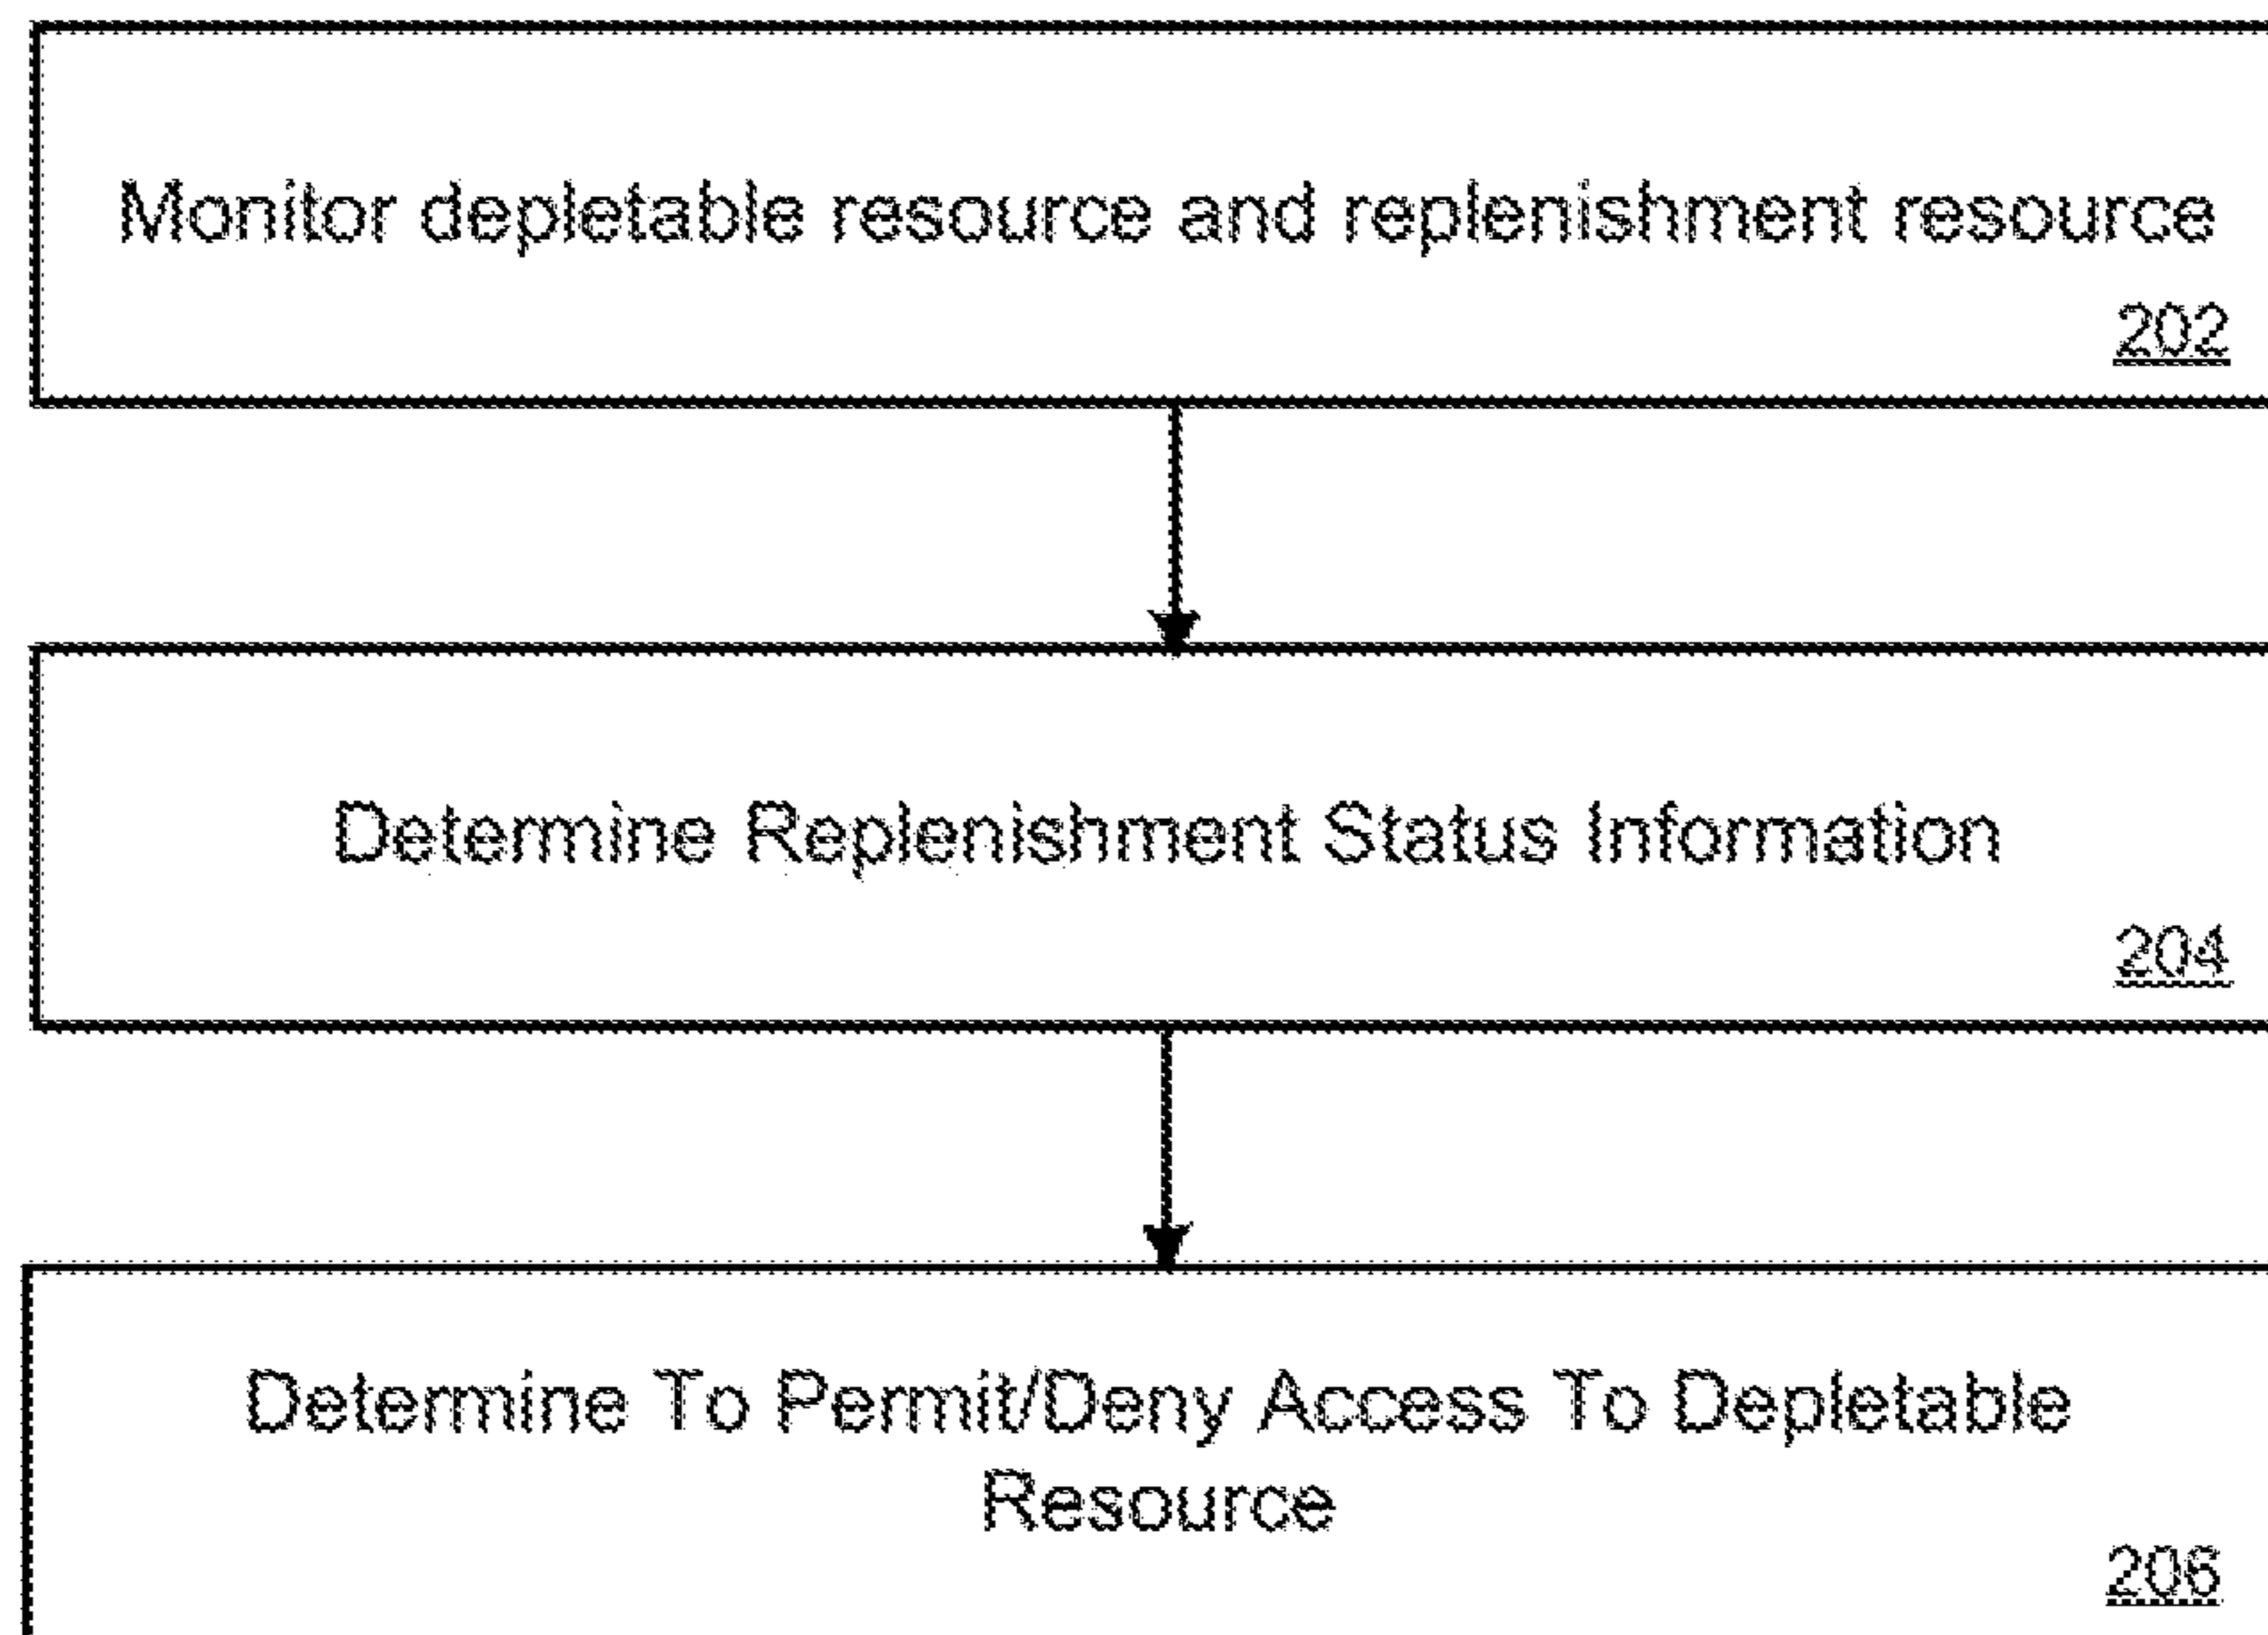 Monitor depletable resource and replenishment resource
202
Determine Replenishment Status Information
204
Determine To Permit/Deny Access To Depletable
Resource
206